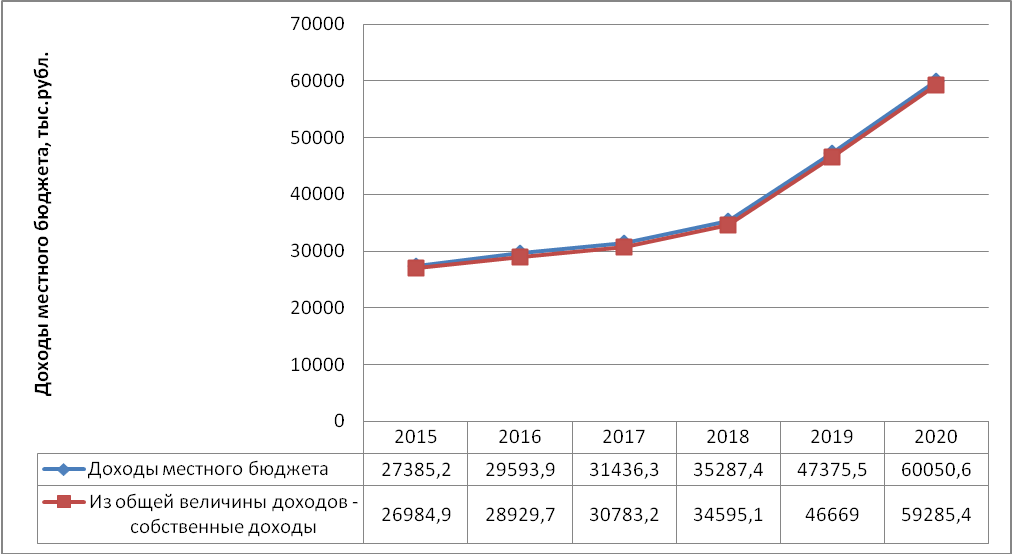 Доходы местного бюджета, тыс.рубл.
70000
60000
50000
40000
30000
20000
10000
0
2015 2016 2017 2018 2019 2020
Доходы местного бюджета 27385,2 29593,9 31436,3 35287,4 47375,5 60050,6
Из общей величины доходов -
собственные доходы 26984,9 28929,7 30783,2 34595,1 46669 59285,4